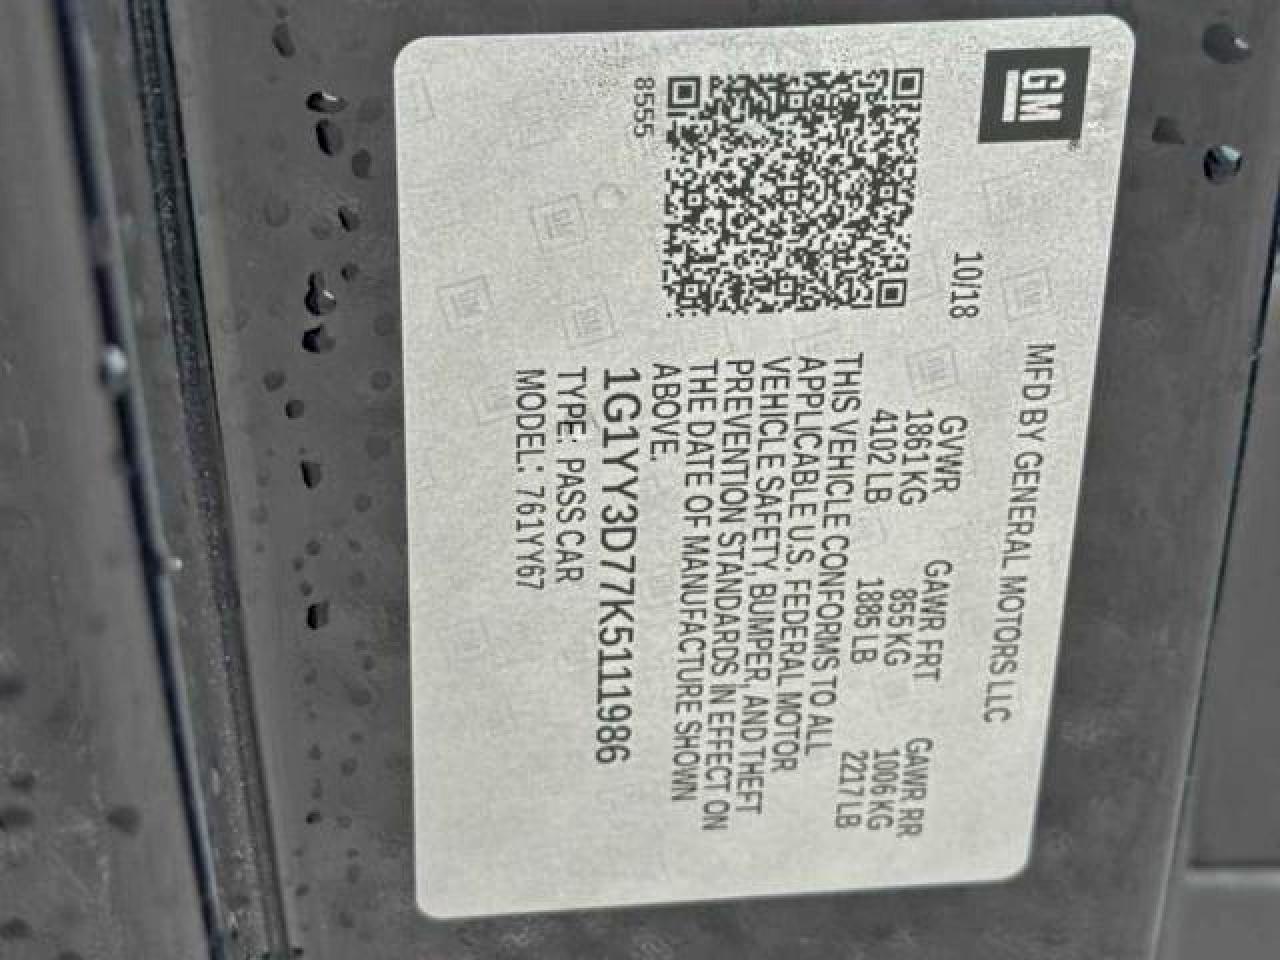 GM
MFD BY GENERAL MOTORS LLC
10/18 GVWR GAWR FRT GAWR RR
1861 KG 855 KG 1006 KG
4102 LB 1885 LB 2217 LB
THIS VEHICLE CONFORMS TO ALL
APPLICABLE U.S. FEDERAL MOTOR
VEHICLE SAFETY, BUMPER, AND THEFT
PREVENTION STANDARDS IN EFFECT ON
THE DATE OF MANUFACTURE SHOWN
ABOVE.
8555
1G1YY3D77K5111986
TYPE: PASS CAR
MODEL: 761YY67